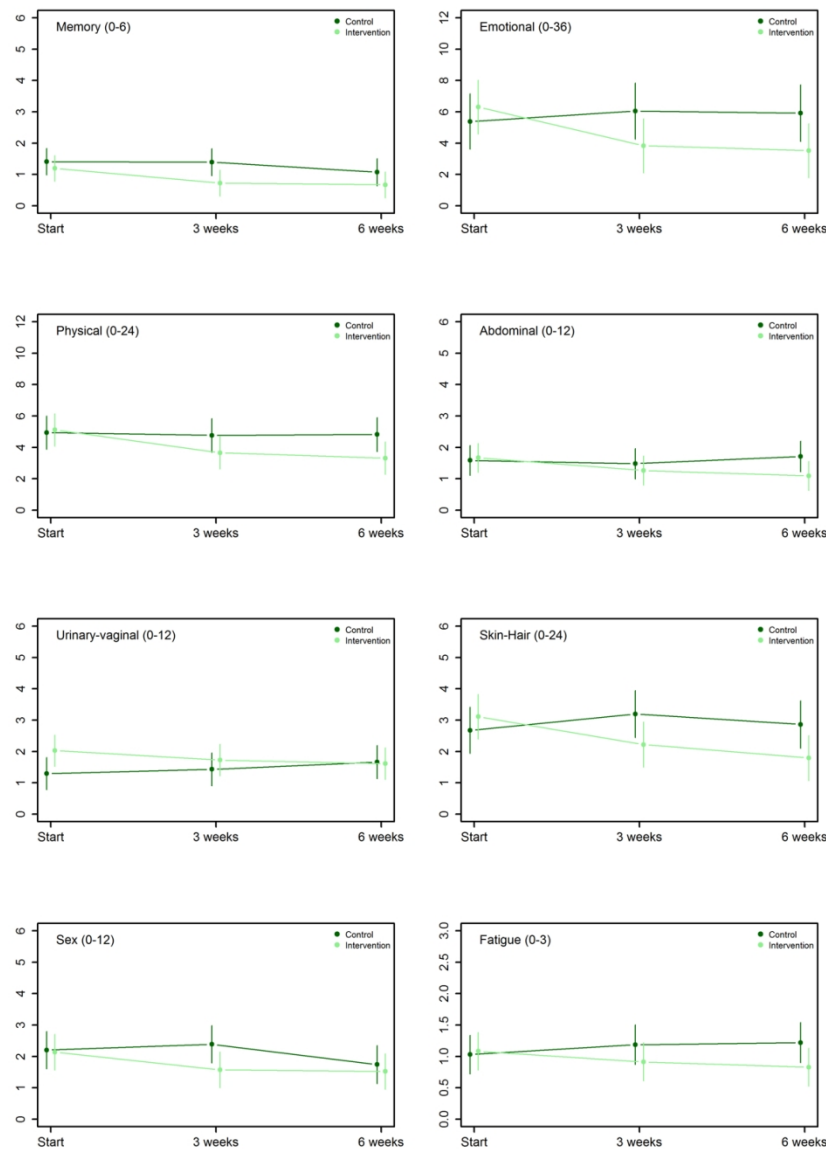 Memory (0-6)
Control
Intervention
6
5
4
3
2
1
0
Start
3 weeks
6 weeks
Emotional (0-36)
Control
Intervention
12
10
8
6
4
2
0
Start
3 weeks
6 weeks
Physical (0-24)
Control
Intervention
12
10
8
6
4
2
0
Start
3 weeks
6 weeks
Abdominal (0-12)
Control
Intervention
6
5
4
3
2
1
0
Start
3 weeks
6 weeks
Urinary-vaginal (0-12)
Control
Intervention
6
5
4
3
2
1
0
Start
3 weeks
6 weeks
Skin-Hair (0-24)
Control
Intervention
6
5
4
3
2
1
0
Start
3 weeks
6 weeks
Sex (0-12)
Control
Intervention
6
5
4
3
2
1
0
Start
3 weeks
6 weeks
Fatigue (0-3)
Control
Intervention
3.0
2.5
2.0
1.5
1.0
0.5
0.0
Start
3 weeks
6 weeks